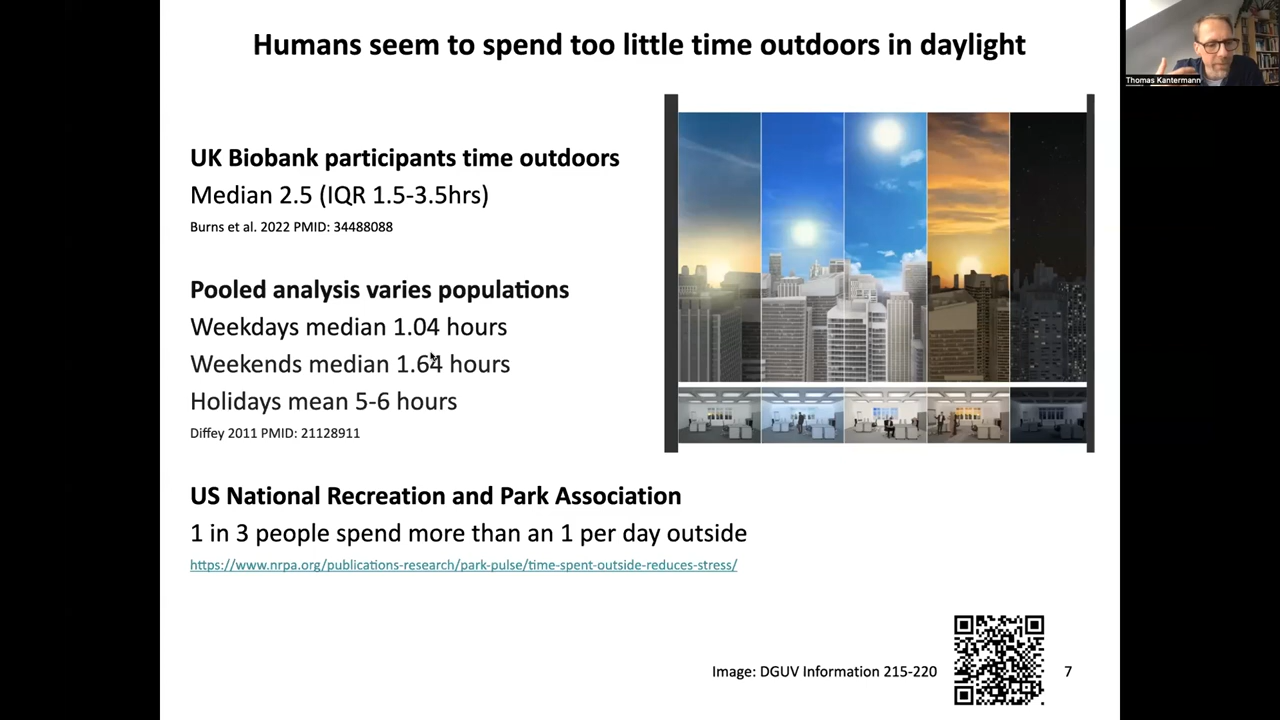 Humans seem to spend too little time outdoors in daylight
Thomas Kantermann
UK Biobank participants time outdoors
Median 2.5 (IQR 1.5-3.5hrs)
Burns et al. 2022 PMID: 34488088
Pooled analysis varies populations
Weekdays median 1.04 hours
Weekends median 1.64 hours
Holidays mean 5-6 hours
Diffey 2011 PMID: 21128911
US National Recreation and Park Association
1 in 3 people spend more than an 1 per day outside
https://www.nrpa.org/publications-research/park-pulse/time-spent-outside-reduces-stress/
Image: DGUV Information 215-220
7